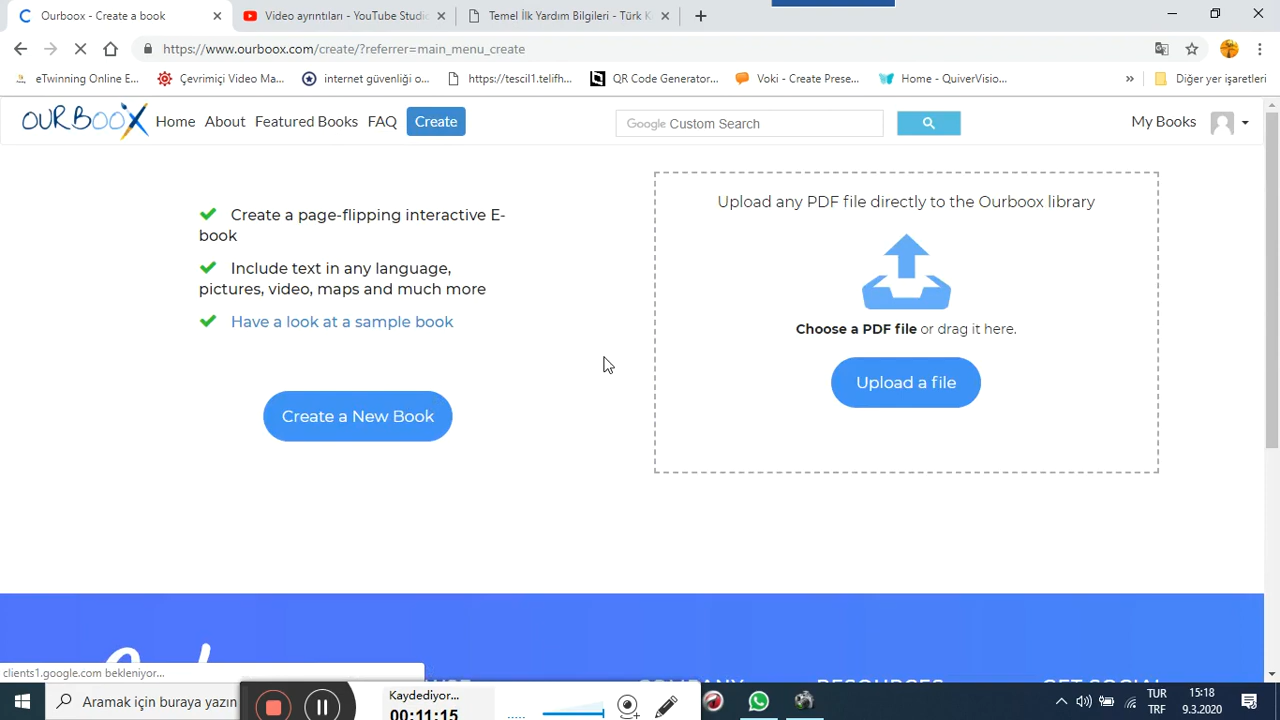 Ourboox - Create a book
Video ayrıntıları - YouTube Studio
Temel İlk Yardım Bilgileri - Türk K
https://www.ourboox.com/create/?referrer=main_menu_create
eTwinning Online E...
Çevrimiçi Video Ma...
internet güvenliği o...
https://tescil1.telifh...
QR Code Generator...
Voki - Create Prese...
Home - QuiverVisio...
»
Diğer yer işaretleri
OURBOOX
Home
About
Featured Books
FAQ
Create
Google Custom Search
My Books
Create a page-flipping interactive E-
book
Include text in any language,
pictures, video, maps and much more
Have a look at a sample book
Create a New Book
Upload any PDF file directly to the Ourboox library
Choose a PDF file or drag it here.
Upload a file
COMPANY
RESOURCES
GET SOCIAL
clients1.google.com bekleniyor...
Aramak için buraya yazın
Kaydediyor...
00:11:15
TUR
TRF
15:18
9.3.2020